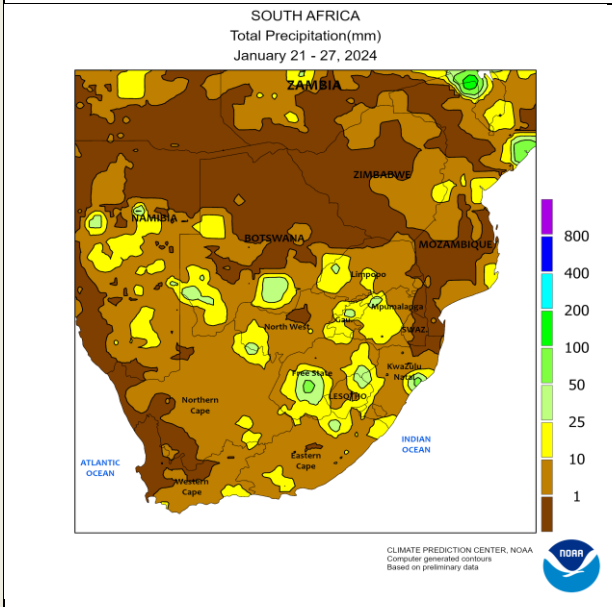 SOUTH AFRICA
Total Precipitation(mm)
January 21 - 27, 2024
ZAMBIA
ZIMBABWE
NAMIBIA
BOTSWANA
MOZAMBIQUE
Limpopo
Mpumalanga
Gau.
North West
SWAZ.
Free State
KwaZulu
Natal
LESOTHO
Northern
Cape
Eastern
Cape
Western
Cape
ATLANTIC
OCEAN
INDIAN
OCEAN
800
400
200
100
50
25
10
1
CLIMATE PREDICTION CENTER, NOAA
Computer generated contours
Based on preliminary data
NOAA